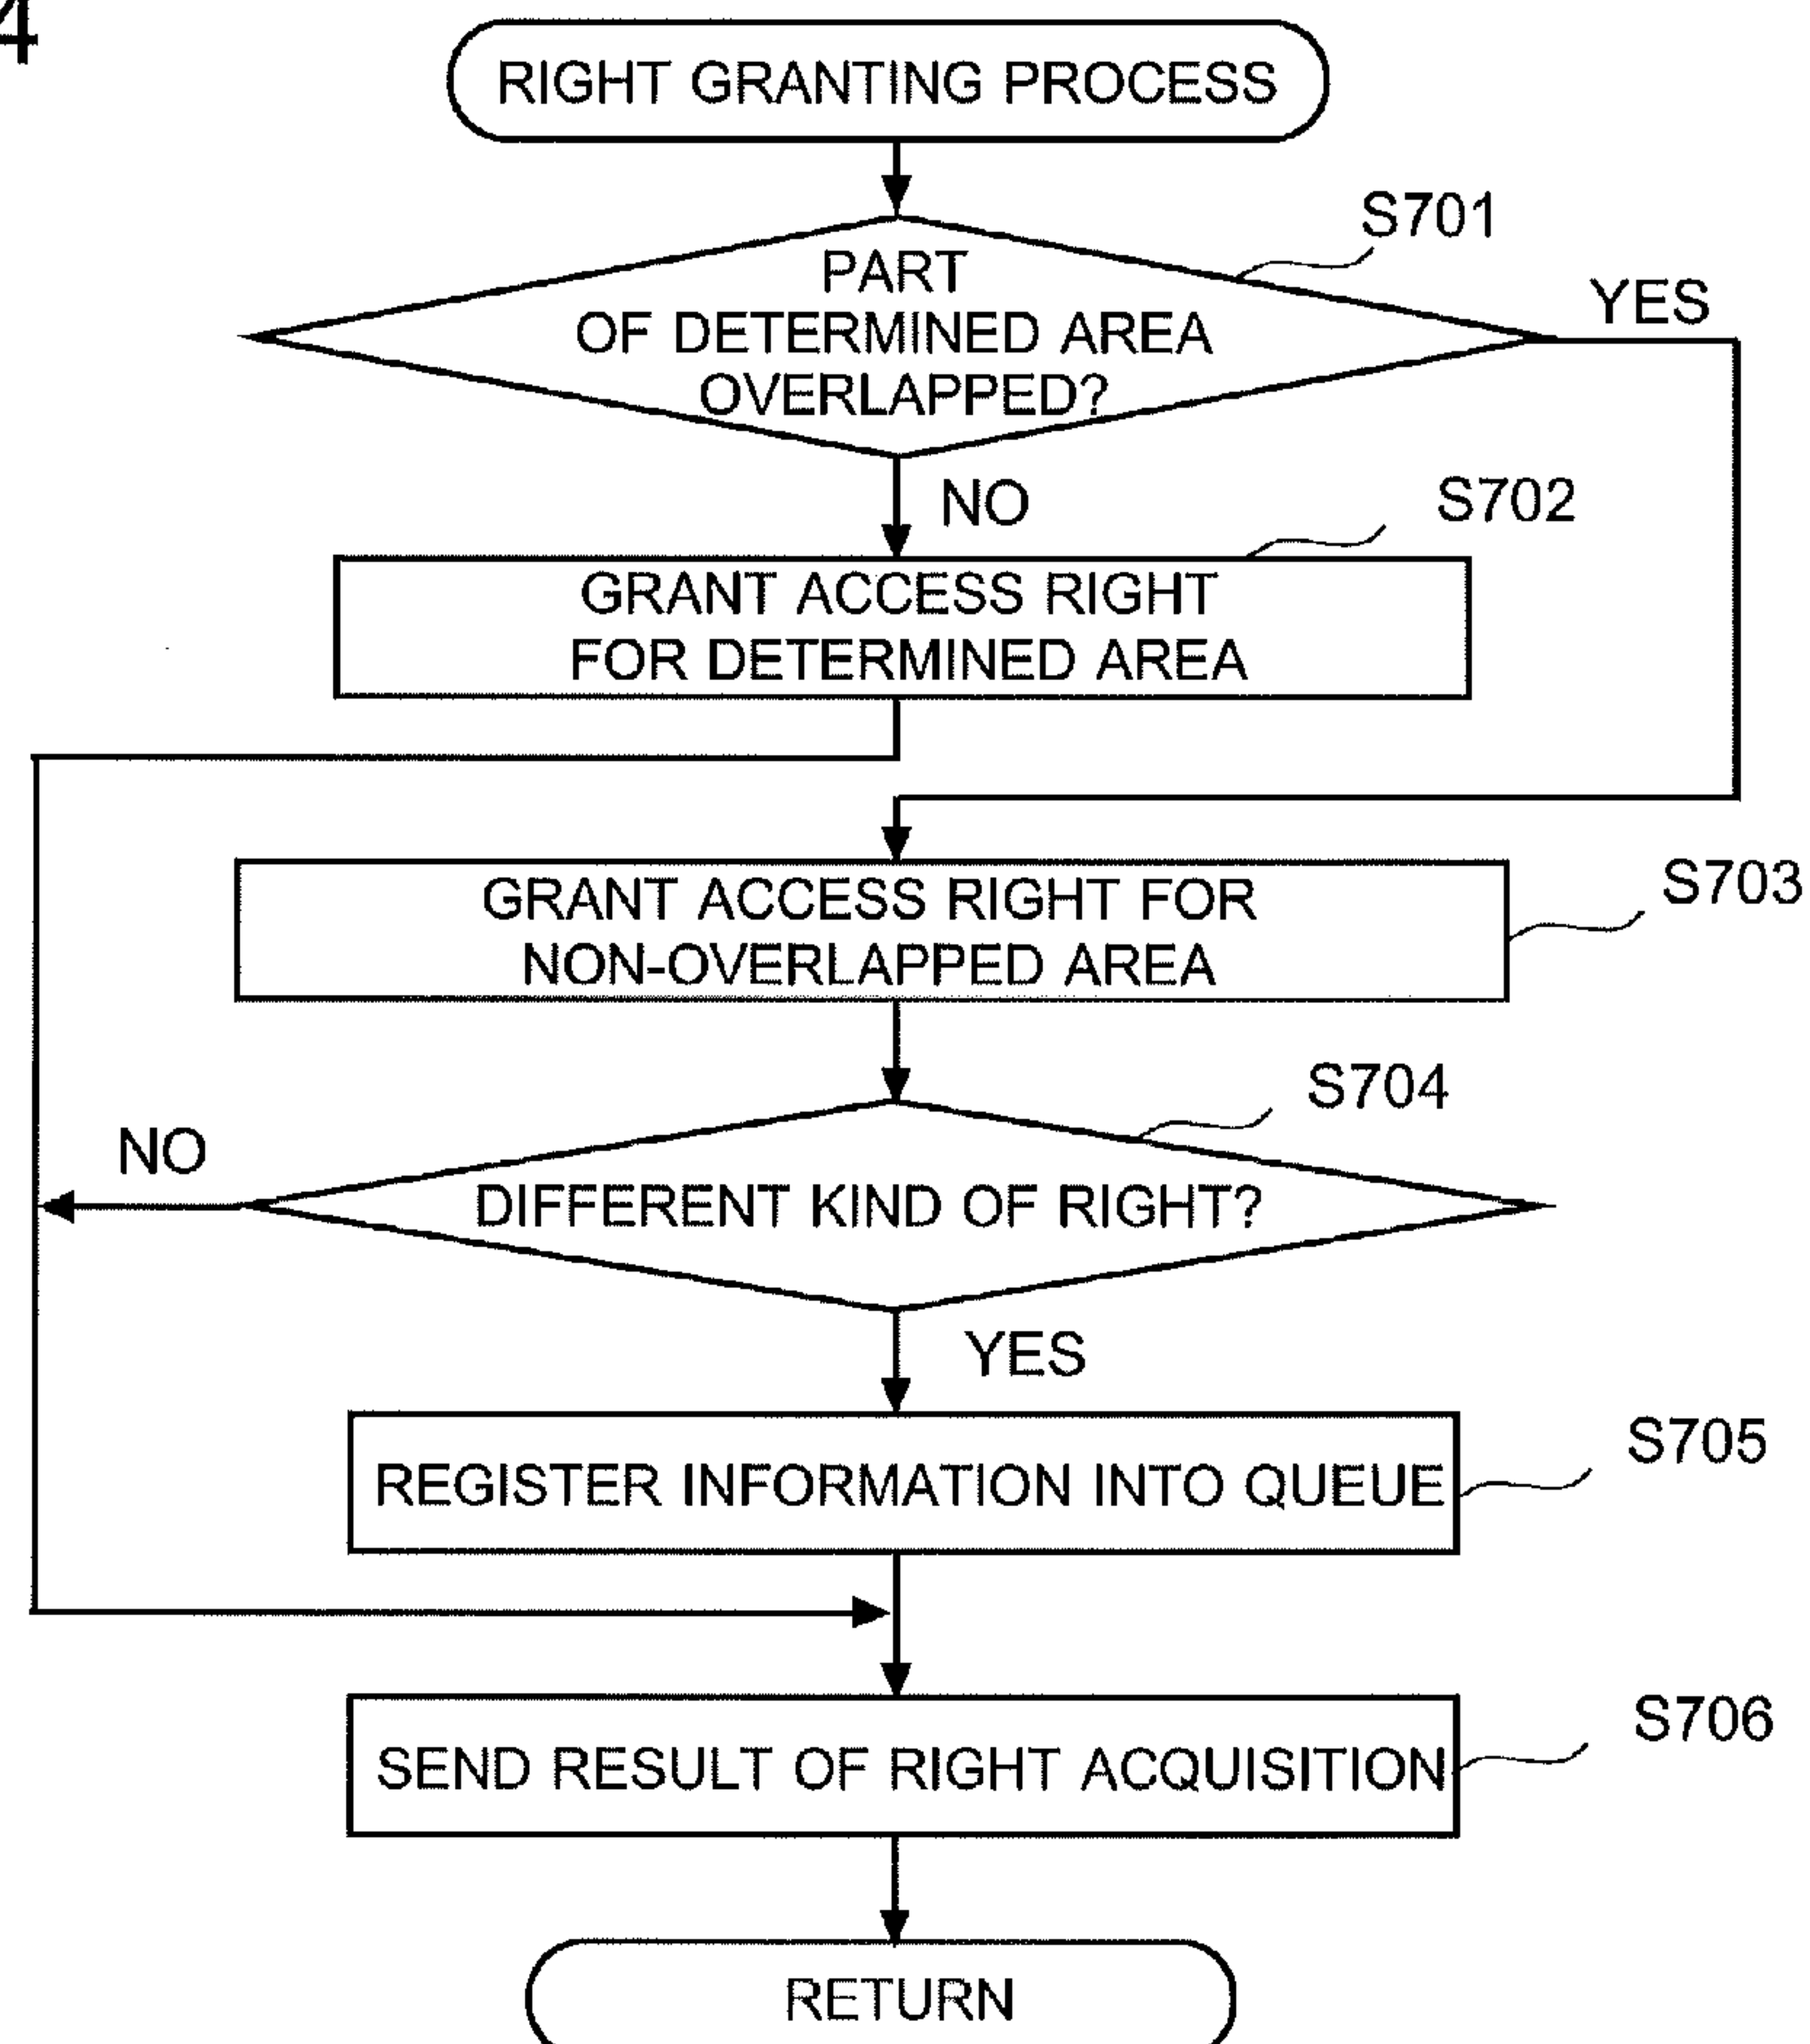 4
RIGHT GRANTING PROCESS
S701
PART
OF DETERMINED AREA
OVERLAPPED?
YES
NO
S702
GRANT ACCESS RIGHT
FOR DETERMINED AREA
GRANT ACCESS RIGHT FOR
NON-OVERLAPPED AREA
S703
S704
NO
DIFFERENT KIND OF RIGHT?
YES
REGISTER INFORMATION INTO QUEUE
S705
SEND RESULT OF RIGHT ACQUISITION
S706
RETURN